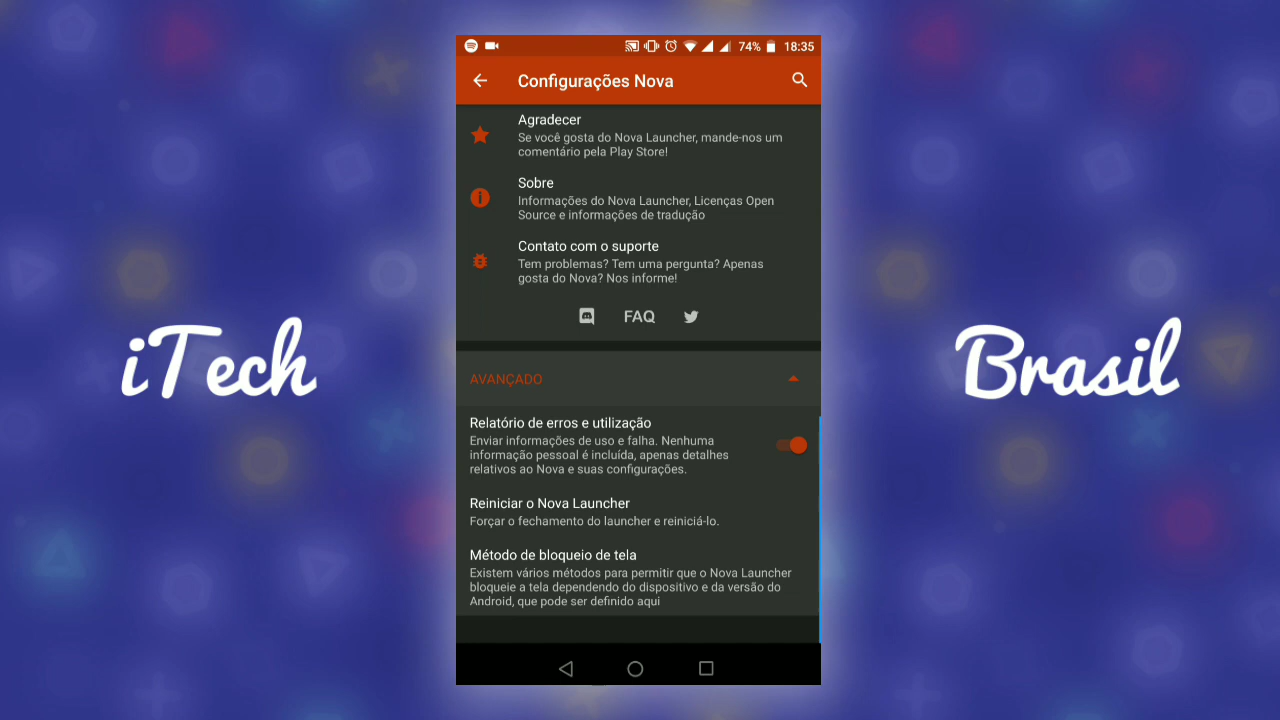 74% 18:35
Configurações Nova
Agradecer
Se você gosta do Nova Launcher, mande-nos um
comentário pela Play Store!
Sobre
Informações do Nova Launcher, Licenças Open
Source e informações de tradução
Contato com o suporte
Tem problemas? Tem uma pergunta? Apenas
gosta do Nova? Nos informe!
FAQ
iTech
Brasil
AVANÇADO
Relatório de erros e utilização
Enviar informações de uso e falha. Nenhuma
informação pessoal é incluída, apenas detalhes
relativos ao Nova e suas configurações.
Reiniciar o Nova Launcher
Forçar o fechamento do launcher e reiniciá-lo.
Método de bloqueio de tela
Existem vários métodos para permitir que o Nova Launcher
bloqueie a tela dependendo do dispositivo e da versão do
Android, que pode ser definido aqui